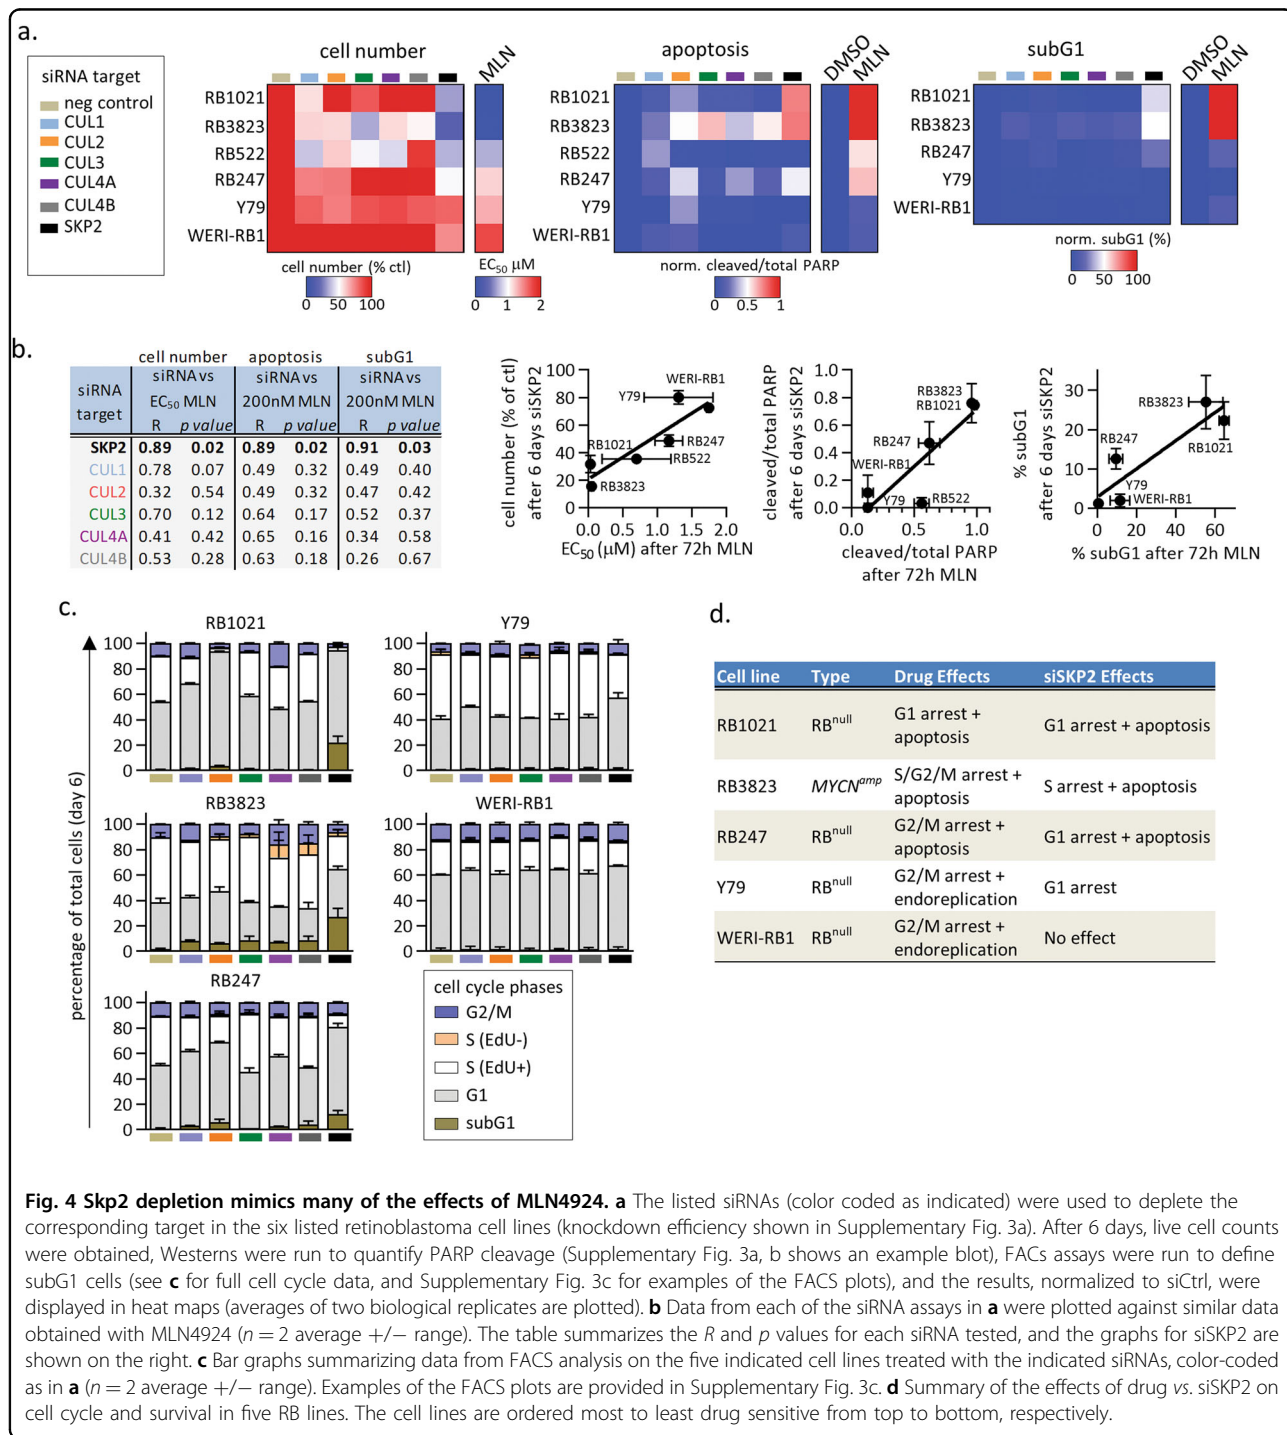 a.
siRNA target
neg control
CUL1
CUL2
CUL3
CUL4A
CUL4B
SKP2
cell number
MLN
RB1021
RB3823
RB522
RB247
Y79
WERI-RB1
cell number (% ctl)
0 50 100
EC50 μM
0 1 2
apoptosis
DMSO
MLN
RB1021
RB3823
RB522
RB247
Y79
WERI-RB1
norm. cleaved/total PARP
0 0.5 1
subG1
DMSO
MLN
RB1021
RB3823
RB247
Y79
WERI-RB1
norm. subG1 (%)
0 50 100
b.
cell number apoptosis subG1
siRNA target
siRNA vs EC50 MLN
siRNA vs 200nM MLN
siRNA vs 200nM MLN
R p value R p value R p value
SKP2 0.89 0.02 0.89 0.02 0.91 0.03
CUL1 0.78 0.07 0.49 0.32 0.49 0.40
CUL2 0.32 0.54 0.49 0.32 0.47 0.42
CUL3 0.70 0.12 0.64 0.17 0.52 0.37
CUL4A 0.41 0.42 0.65 0.16 0.34 0.58
CUL4B 0.53 0.28 0.63 0.18 0.26 0.67
cell number (% of ctl)
after 6 days siSKP2
100
80
60
40
20
0
WERI-RB1
Y79
RB1021
RB247
RB522
RB3823
0.0 0.5 1.0 1.5 2.0
EC50 (μM) after 72h MLN
cleaved/total PARP
after 6 days siSKP2
1.0
0.8
0.6
0.4
0.2
0.0
RB3823
RB1021
RB247
WERI-RB1
Y79
RB522
0.0 0.5 1.0
cleaved/total PARP
after 72h MLN
% subG1
after 6 days siSKP2
30
20
10
0
RB3823
RB247
RB1021
Y79
WERI-RB1
0 20 40 60
% subG1 after 72h MLN
c.
percentage of total cells (day 6)
RB1021
100
80
60
40
20
0
Y79
100
80
60
40
20
0
RB3823
100
80
60
40
20
0
WERI-RB1
100
80
60
40
20
0
RB247
100
80
60
40
20
0
cell cycle phases
G2/M
S (EdU-)
S (EdU+)
G1
subG1
d.
Cell line Type Drug Effects siSKP2 Effects
RB1021 RBnull G1 arrest + apoptosis G1 arrest + apoptosis
RB3823 MYCNamp S/G2/M arrest + apoptosis S arrest + apoptosis
RB247 RBnull G2/M arrest + apoptosis G1 arrest + apoptosis
Y79 RBnull G2/M arrest + endoreplication G1 arrest
WERI-RB1 RBnull G2/M arrest + endoreplication No effect
Fig. 4 Skp2 depletion mimics many of the effects of MLN4924. a The listed siRNAs (color coded as indicated) were used to deplete the
corresponding target in the six listed retinoblastoma cell lines (knockdown efficiency shown in Supplementary Fig. 3a). After 6 days, live cell counts
were obtained, Westerns were run to quantify PARP cleavage (Supplementary Fig. 3a, b shows an example blot), FACs assays were run to define
subG1 cells (see c for full cell cycle data, and Supplementary Fig. 3c for examples of the FACS plots), and the results, normalized to siCtrl, were
displayed in heat maps (averages of two biological replicates are plotted). b Data from each of the siRNA assays in a were plotted against similar data
obtained with MLN4924 (n = 2 average +/− range). The table summarizes the R and p values for each siRNA tested, and the graphs for siSKP2 are
shown on the right. c Bar graphs summarizing data from FACS analysis on the five indicated cell lines treated with the indicated siRNAs, color-coded
as in a (n = 2 average +/− range). Examples of the FACS plots are provided in Supplementary Fig. 3c. d Summary of the effects of drug vs. siSKP2 on
cell cycle and survival in five RB lines. The cell lines are ordered most to least drug sensitive from top to bottom, respectively.